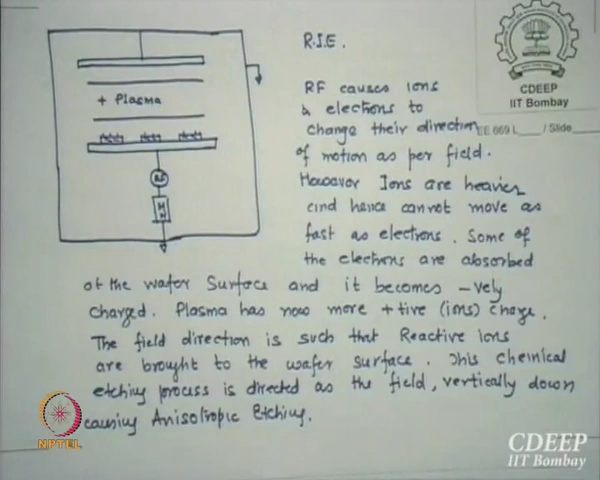 R.I.E.
CDEEP
IIT Bombay
EE 669 L___ / Slide___
+ Plasma
RF
RF causes Ions
& electrons to
change their direction
of motion as per field.
However Ions are heavier
and hence cannot move as
fast as electrons. Some of
the electrons are absorbed
at the wafer surface and it becomes -vely
charged. Plasma has now more +tive (ions) charge.
The field direction is such that Reactive Ions
are brought to the wafer surface. This chemical
etching process is directed as the field, vertically down
causing Anisotropic Etching.
NPTEL
CDEEP
IIT Bombay